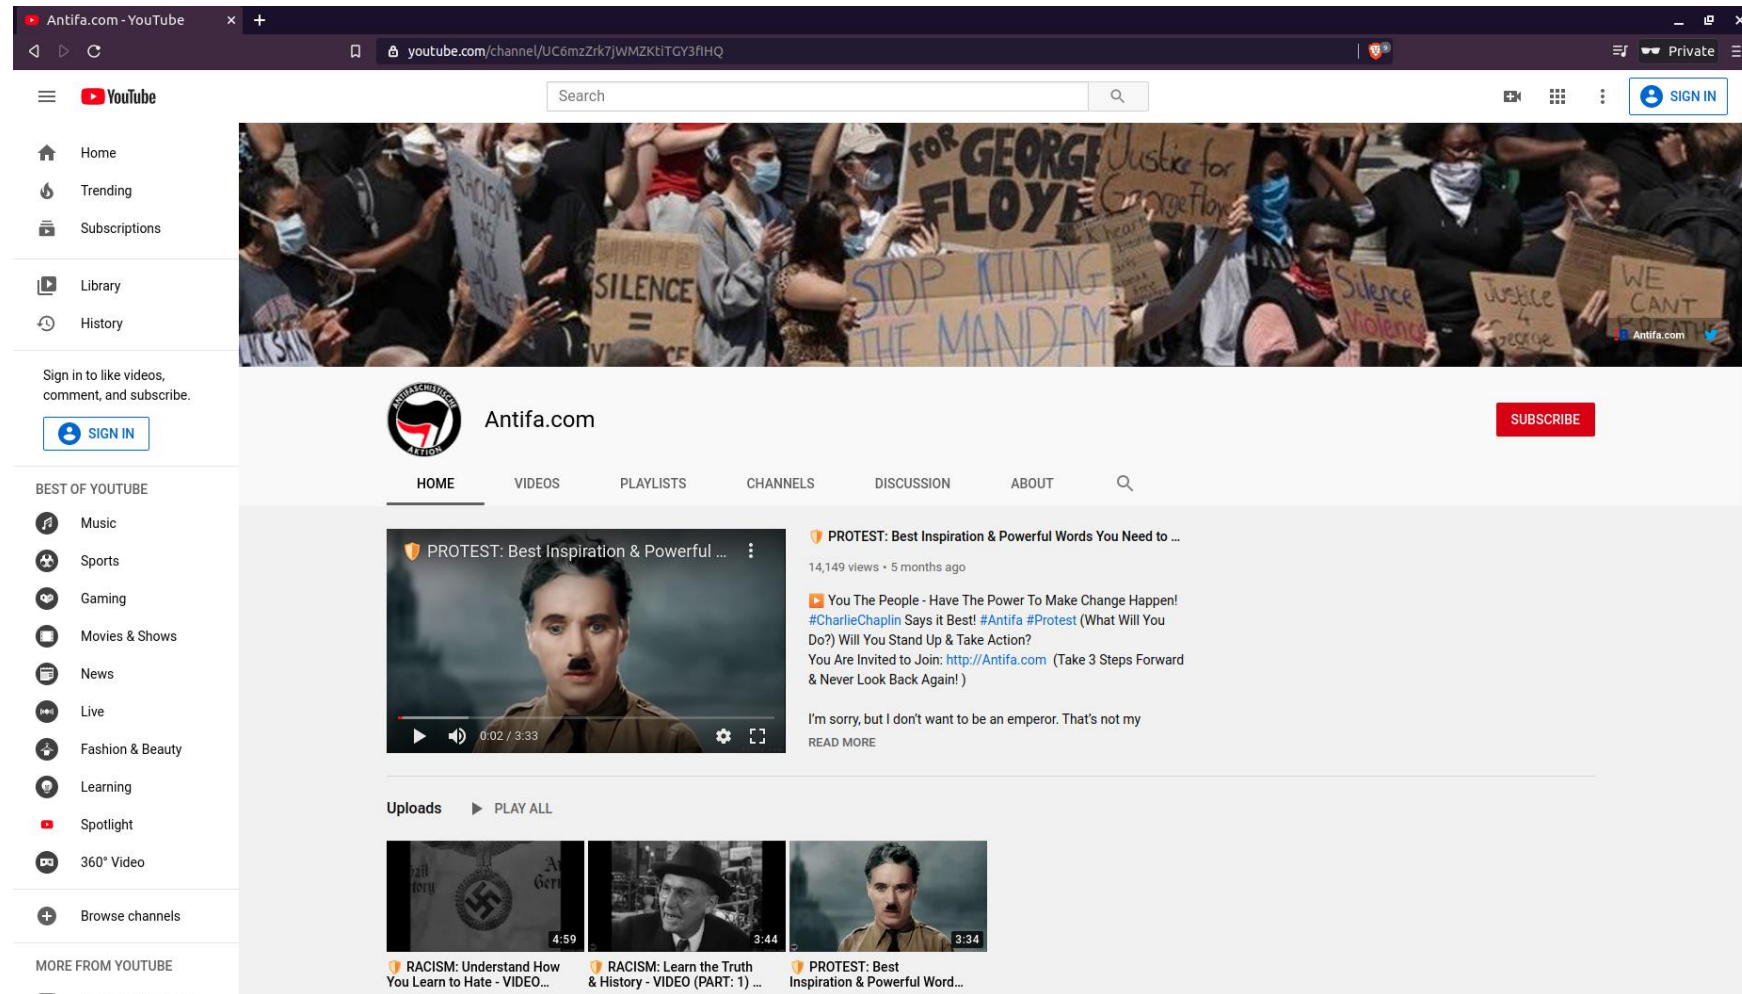 Antifa.com - YouTube
youtube.com/channel/UC6mzZrk7jWMZKtiTGY3fIHQ
9
Private
YouTube
Search
SIGN IN
Home
Trending
Subscriptions
Library
History
Sign in to like videos,
comment, and subscribe.
SIGN IN
BEST OF YOUTUBE
Music
Sports
Gaming
Movies & Shows
News
Live
Fashion & Beauty
Learning
Spotlight
360° Video
Browse channels
MORE FROM YOUTUBE
RACISM
HAS
NO
PLACE
WHITE
SILENCE
=
FOR
GEORGE
FLOYD
Justice for
George Floyd
STOP KILLING
THE MANDEM
Silence
=
Violence
Justice
4
George
WE
CANT
Antifa.com
ANTIFASCHISTISCHE
AKTION
Antifa.com
SUBSCRIBE
HOME
VIDEOS
PLAYLISTS
CHANNELS
DISCUSSION
ABOUT
PROTEST: Best Inspiration & Powerful ...
0:02 / 3:33
PROTEST: Best Inspiration & Powerful Words You Need to ...
14,149 views • 5 months ago
You The People - Have The Power To Make Change Happen!
#CharlieChaplin Says it Best! #Antifa #Protest (What Will You
Do?) Will You Stand Up & Take Action?
You Are Invited to Join: http://Antifa.com (Take 3 Steps Forward
& Never Look Back Again! )
I'm sorry, but I don't want to be an emperor. That's not my
READ MORE
Uploads
PLAY ALL
4:59
3:44
3:34
RACISM: Understand How
You Learn to Hate - VIDEO...
RACISM: Learn the Truth
& History - VIDEO (PART: 1) ...
PROTEST: Best
Inspiration & Powerful Word...